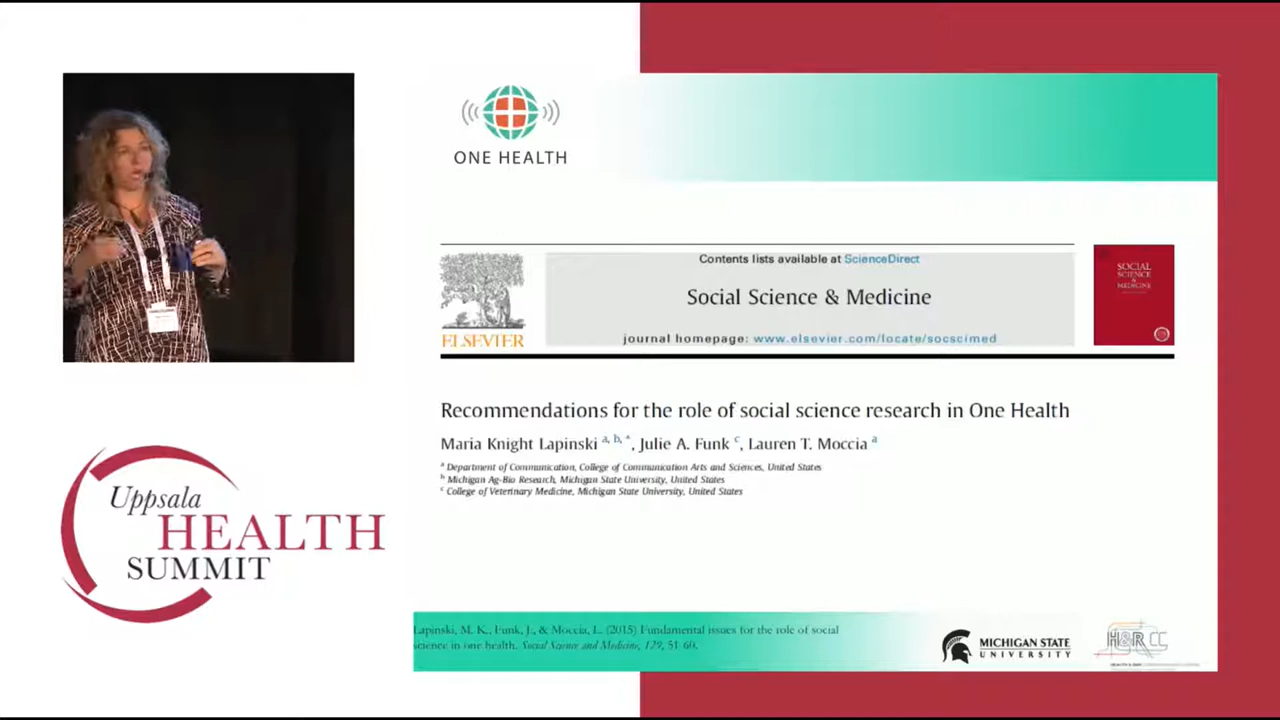 ONE HEALTH
Contents lists available at ScienceDirect
Social Science & Medicine
journal homepage: www.elsevier.com/locate/socscimed
ELSEVIER
SOCIAL
SCIENCE
&
MEDICINE
Recommendations for the role of social science research in One Health
Maria Knight Lapinski a, b, *, Julie A. Funk c, Lauren T. Moccia a
a Department of Communication, College of Communication Arts and Sciences, United States
b Michigan Ag-Bio Research, Michigan State University, United States
c College of Veterinary Medicine, Michigan State University, United States
Uppsala
HEALTH
SUMMIT
Lapinski, M. K., Funk, J., & Moccia, L. (2015) Fundamental issues for the role of social
science in one health. Social Science and Medicine, 129, 51-60.
MICHIGAN STATE
UNIVERSITY
H&R CC